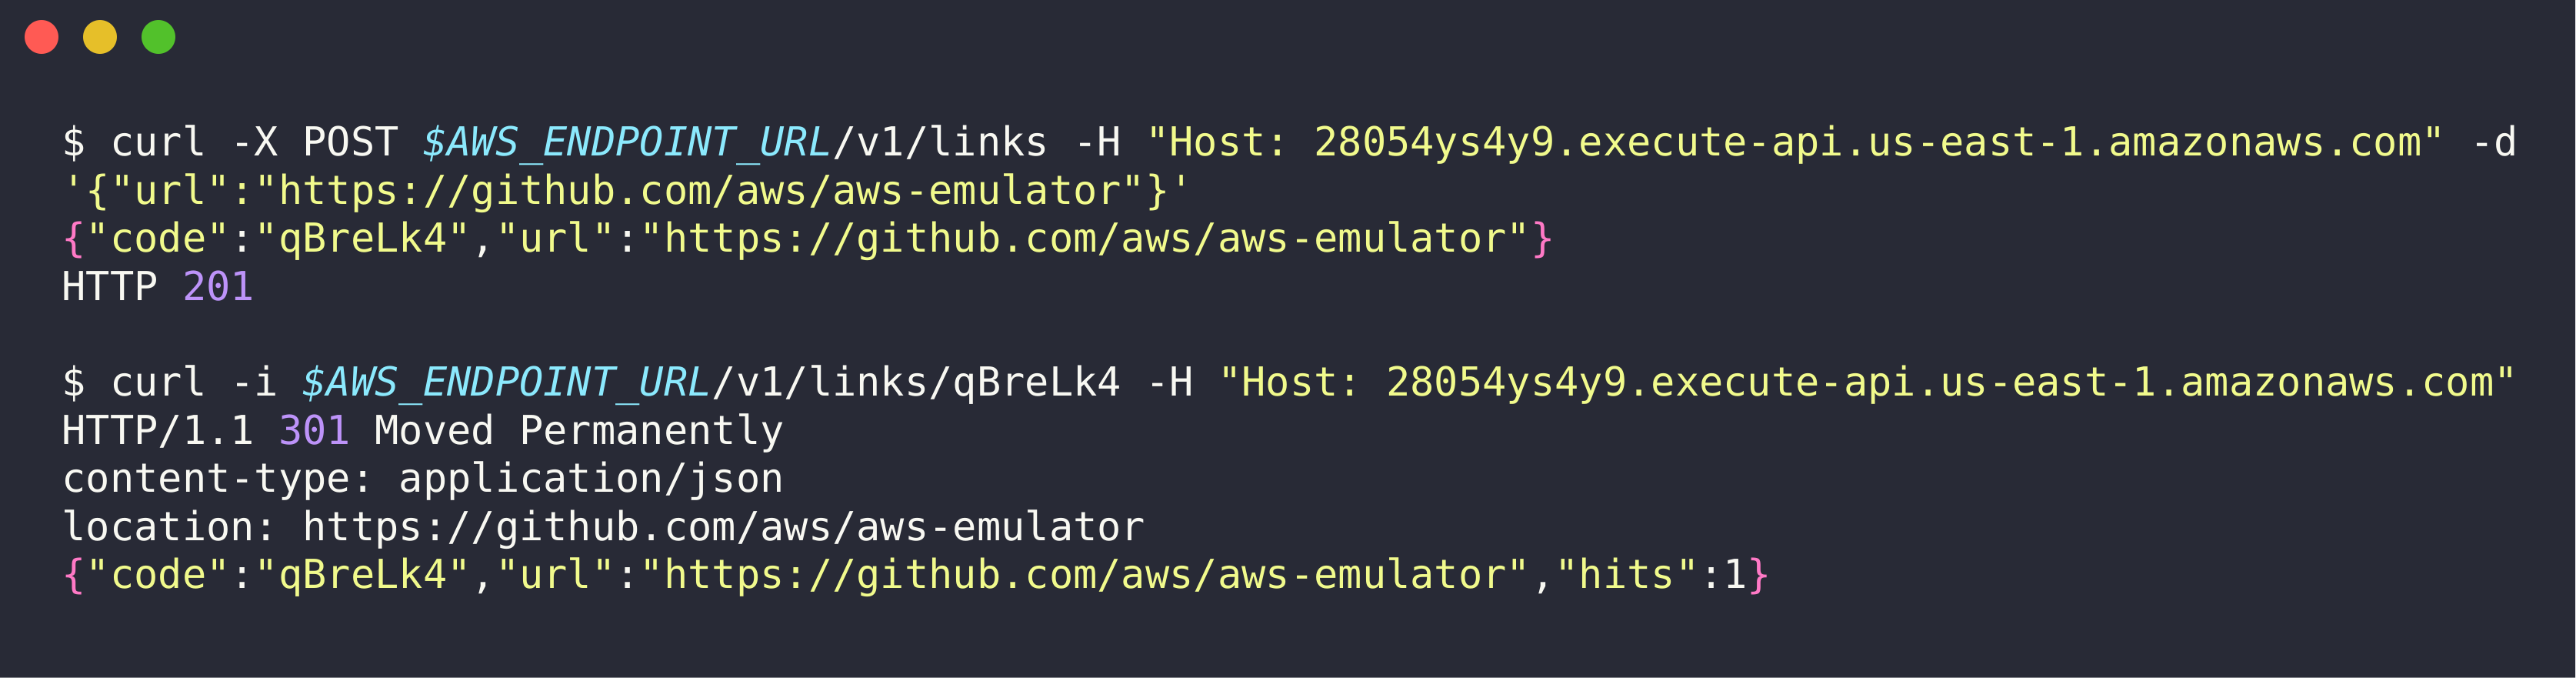 $ curl -X POST $AWS_ENDPOINT_URL/v1/links -H "Host: 28054ys4y9.execute-api.us-east-1.amazonaws.com" -d
'{"url":"https://github.com/aws/aws-emulator"}'
{"code":"qBreLk4","url":"https://github.com/aws/aws-emulator"}
HTTP 201
$ curl -i $AWS_ENDPOINT_URL/v1/links/qBreLk4 -H "Host: 28054ys4y9.execute-api.us-east-1.amazonaws.com"
HTTP/1.1 301 Moved Permanently
content-type: application/json
location: https://github.com/aws/aws-emulator
{"code":"qBreLk4","url":"https://github.com/aws/aws-emulator","hits":1}